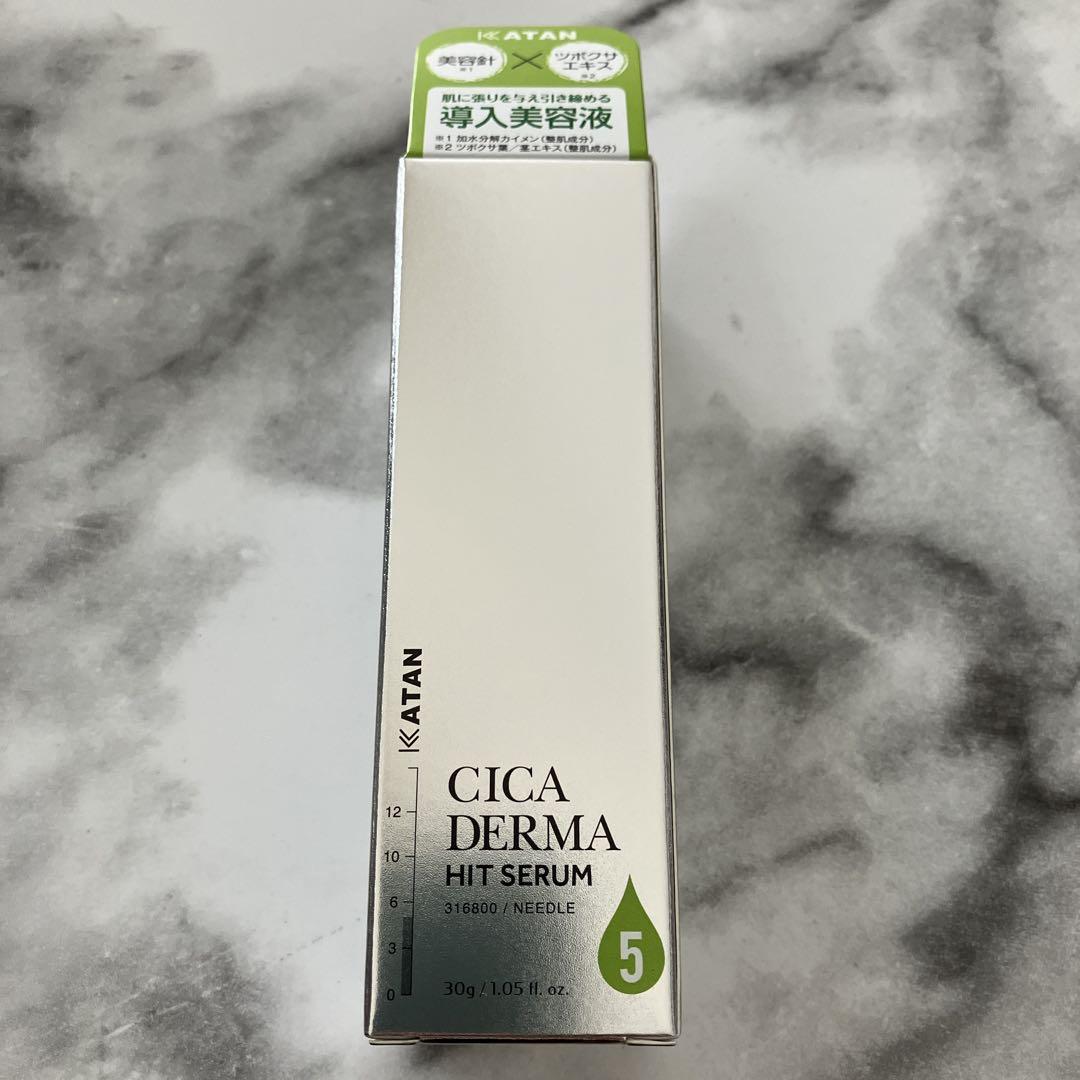 KATAN
美容針
※1
×
ツボクサ
エキス
※2
肌に張りを与え引き締める
導入美容液
※1 加水分解カイメン(整肌成分)
※2 ツボクサ葉/茎エキス(整肌成分)
KATAN
CICA
DERMA
HIT SERUM
316800 / NEEDLE
12
10
6
3
0
5
30g / 1.05 fl. oz.